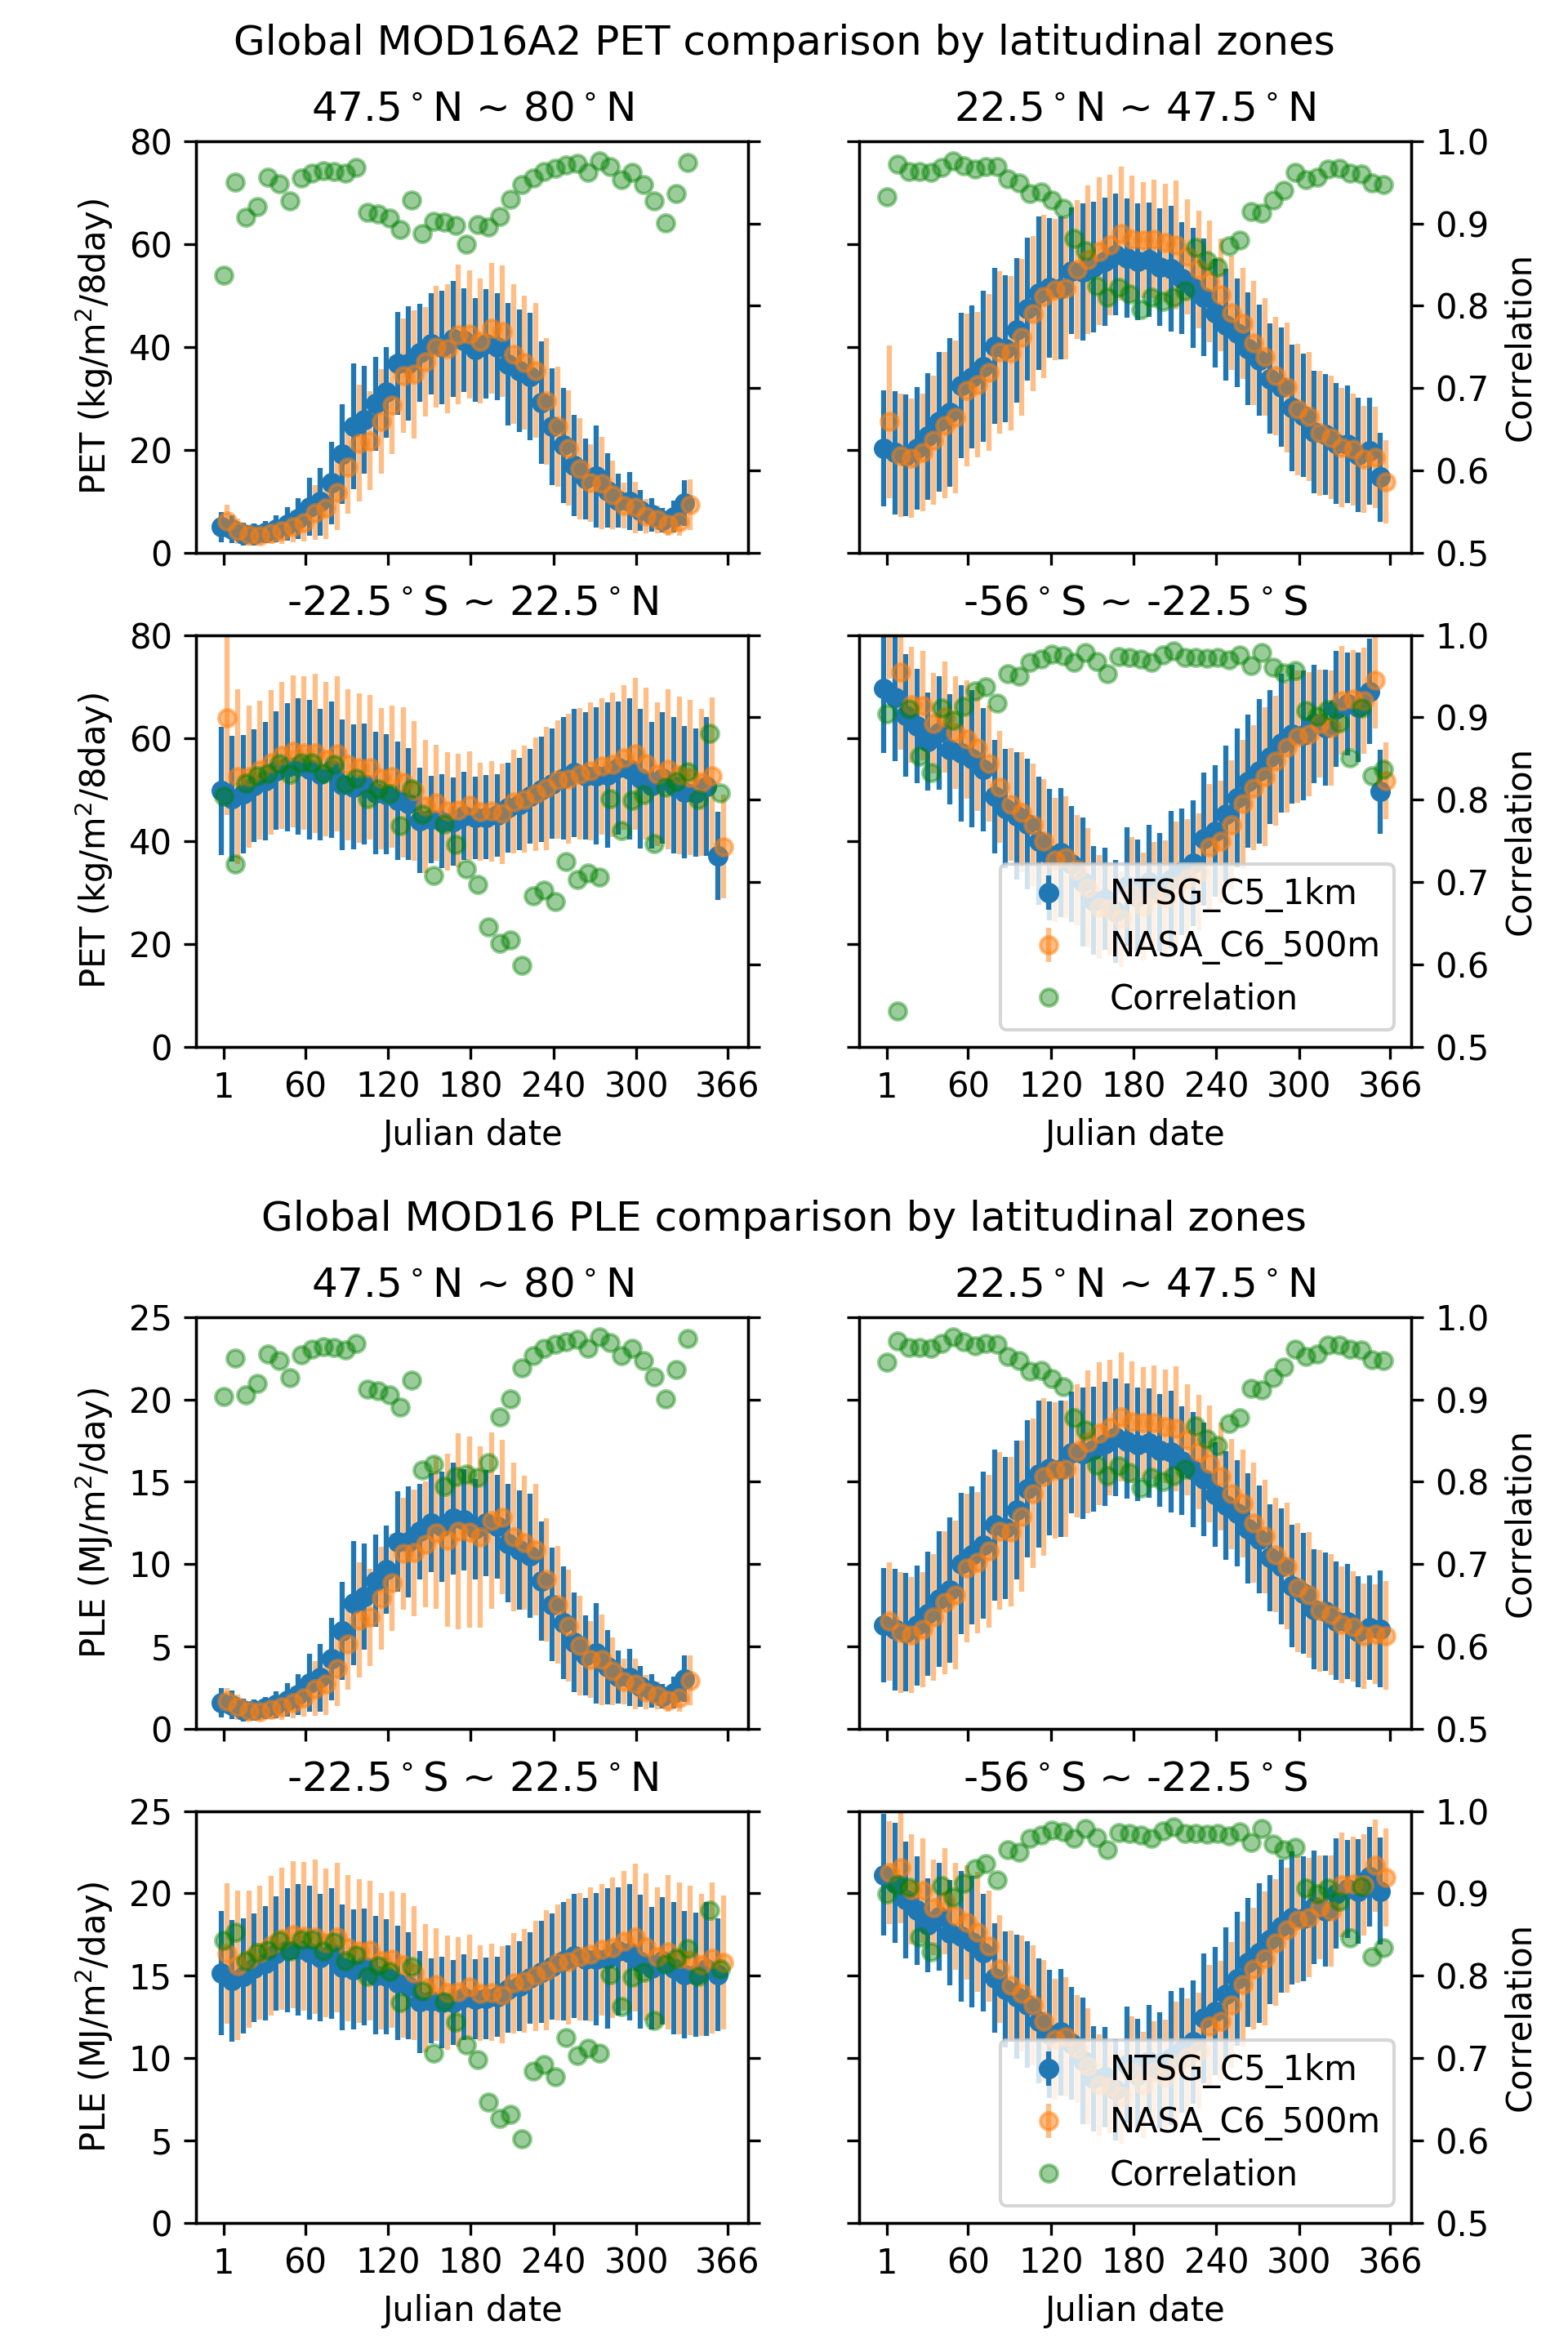 Global MOD16A2 PET comparison by latitudinal zones
47.5°N ~ 80°N
22.5°N ~ 47.5°N
80
60
40
20
0
PET (kg/m²/8day)
1.0
0.9
0.8
0.7
0.6
0.5
Correlation
-22.5°S ~ 22.5°N
-56°S ~ -22.5°S
80
60
40
20
0
PET (kg/m²/8day)
1.0
0.9
0.8
0.7
0.6
0.5
Correlation
NTSG_C5_1km
NASA_C6_500m
Correlation
1 60 120 180 240 300 366
1 60 120 180 240 300 366
Julian date
Julian date
Global MOD16 PLE comparison by latitudinal zones
47.5°N ~ 80°N
22.5°N ~ 47.5°N
25
20
15
10
5
0
PLE (MJ/m²/day)
1.0
0.9
0.8
0.7
0.6
0.5
Correlation
-22.5°S ~ 22.5°N
-56°S ~ -22.5°S
25
20
15
10
5
0
PLE (MJ/m²/day)
1.0
0.9
0.8
0.7
0.6
0.5
Correlation
NTSG_C5_1km
NASA_C6_500m
Correlation
1 60 120 180 240 300 366
1 60 120 180 240 300 366
Julian date
Julian date